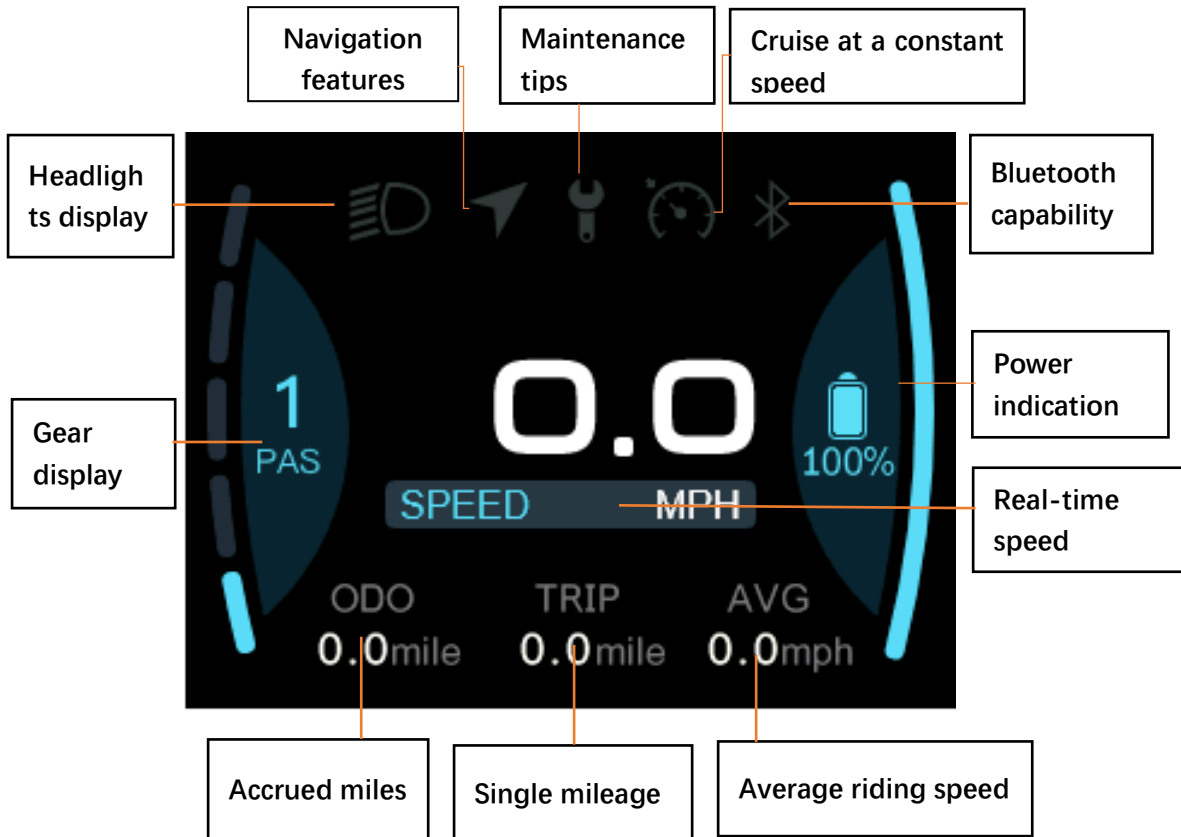 Navigation
features
Maintenance
tips
Cruise at a constant
speed
Headligh
ts display
Bluetooth
capability
1
PAS
0.0
100%
Power
indication
Gear
display
SPEED MPH
Real-time
speed
ODO TRIP AVG
0.0mile 0.0mile 0.0mph
Accrued miles
Single mileage
Average riding speed